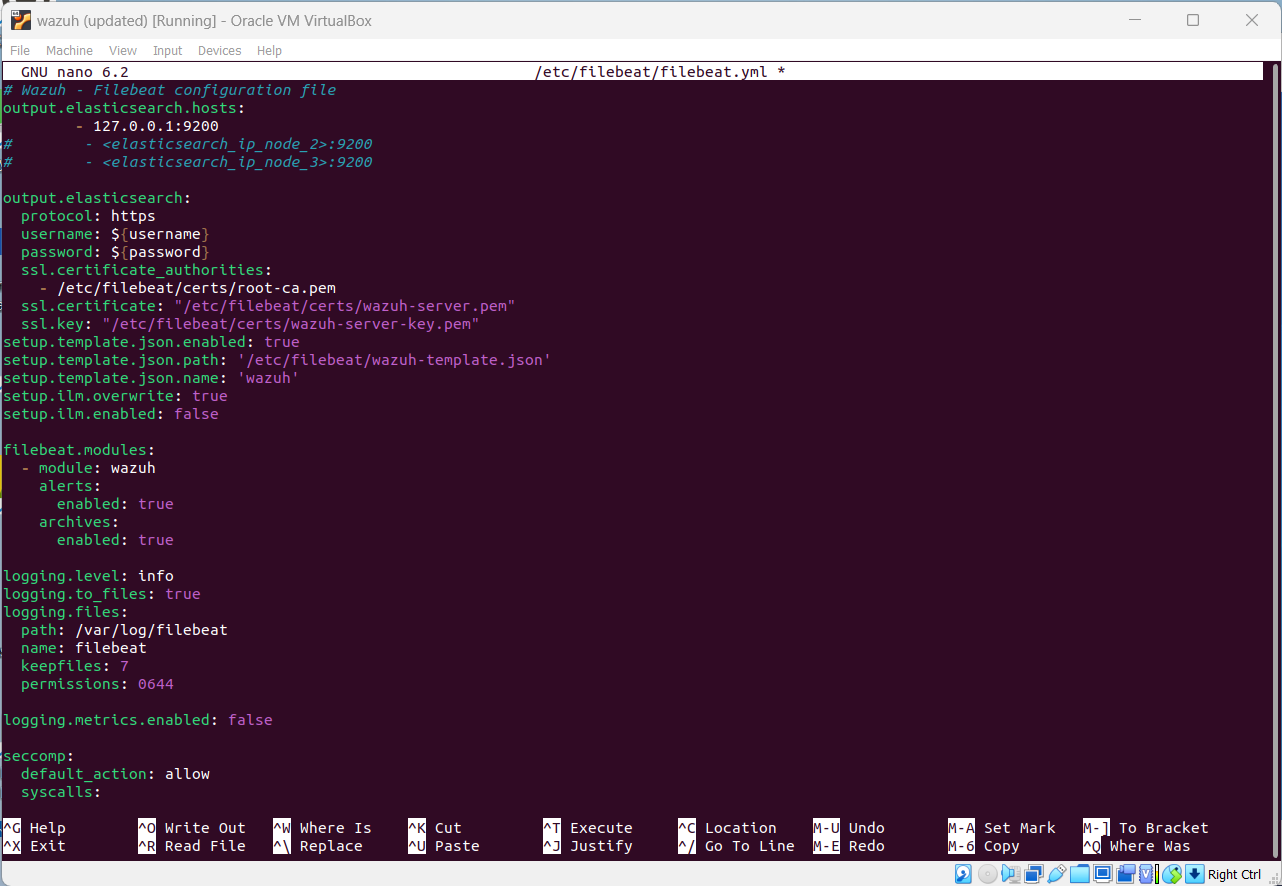 wazuh (updated) [Running] - Oracle VM VirtualBox
File Machine View Input Devices Help
GNU nano 6.2 /etc/filebeat/filebeat.yml *
# Wazuh - Filebeat configuration file
output.elasticsearch.hosts:
        - 127.0.0.1:9200
#        - <elasticsearch_ip_node_2>:9200
#        - <elasticsearch_ip_node_3>:9200

output.elasticsearch:
  protocol: https
  username: ${username}
  password: ${password}
  ssl.certificate_authorities:
    - /etc/filebeat/certs/root-ca.pem
  ssl.certificate: "/etc/filebeat/certs/wazuh-server.pem"
  ssl.key: "/etc/filebeat/certs/wazuh-server-key.pem"
setup.template.json.enabled: true
setup.template.json.path: '/etc/filebeat/wazuh-template.json'
setup.template.json.name: 'wazuh'
setup.ilm.overwrite: true
setup.ilm.enabled: false

filebeat.modules:
  - module: wazuh
    alerts:
      enabled: true
    archives:
      enabled: true

logging.level: info
logging.to_files: true
logging.files:
  path: /var/log/filebeat
  name: filebeat
  keepfiles: 7
  permissions: 0644

logging.metrics.enabled: false

seccomp:
  default_action: allow
  syscalls:

^G Help ^O Write Out ^W Where Is ^K Cut ^T Execute ^C Location M-U Undo M-A Set Mark M-] To Bracket
^X Exit ^R Read File ^\ Replace ^U Paste ^J Justify ^/ Go To Line M-E Redo M-6 Copy ^Q Where Was
Right Ctrl